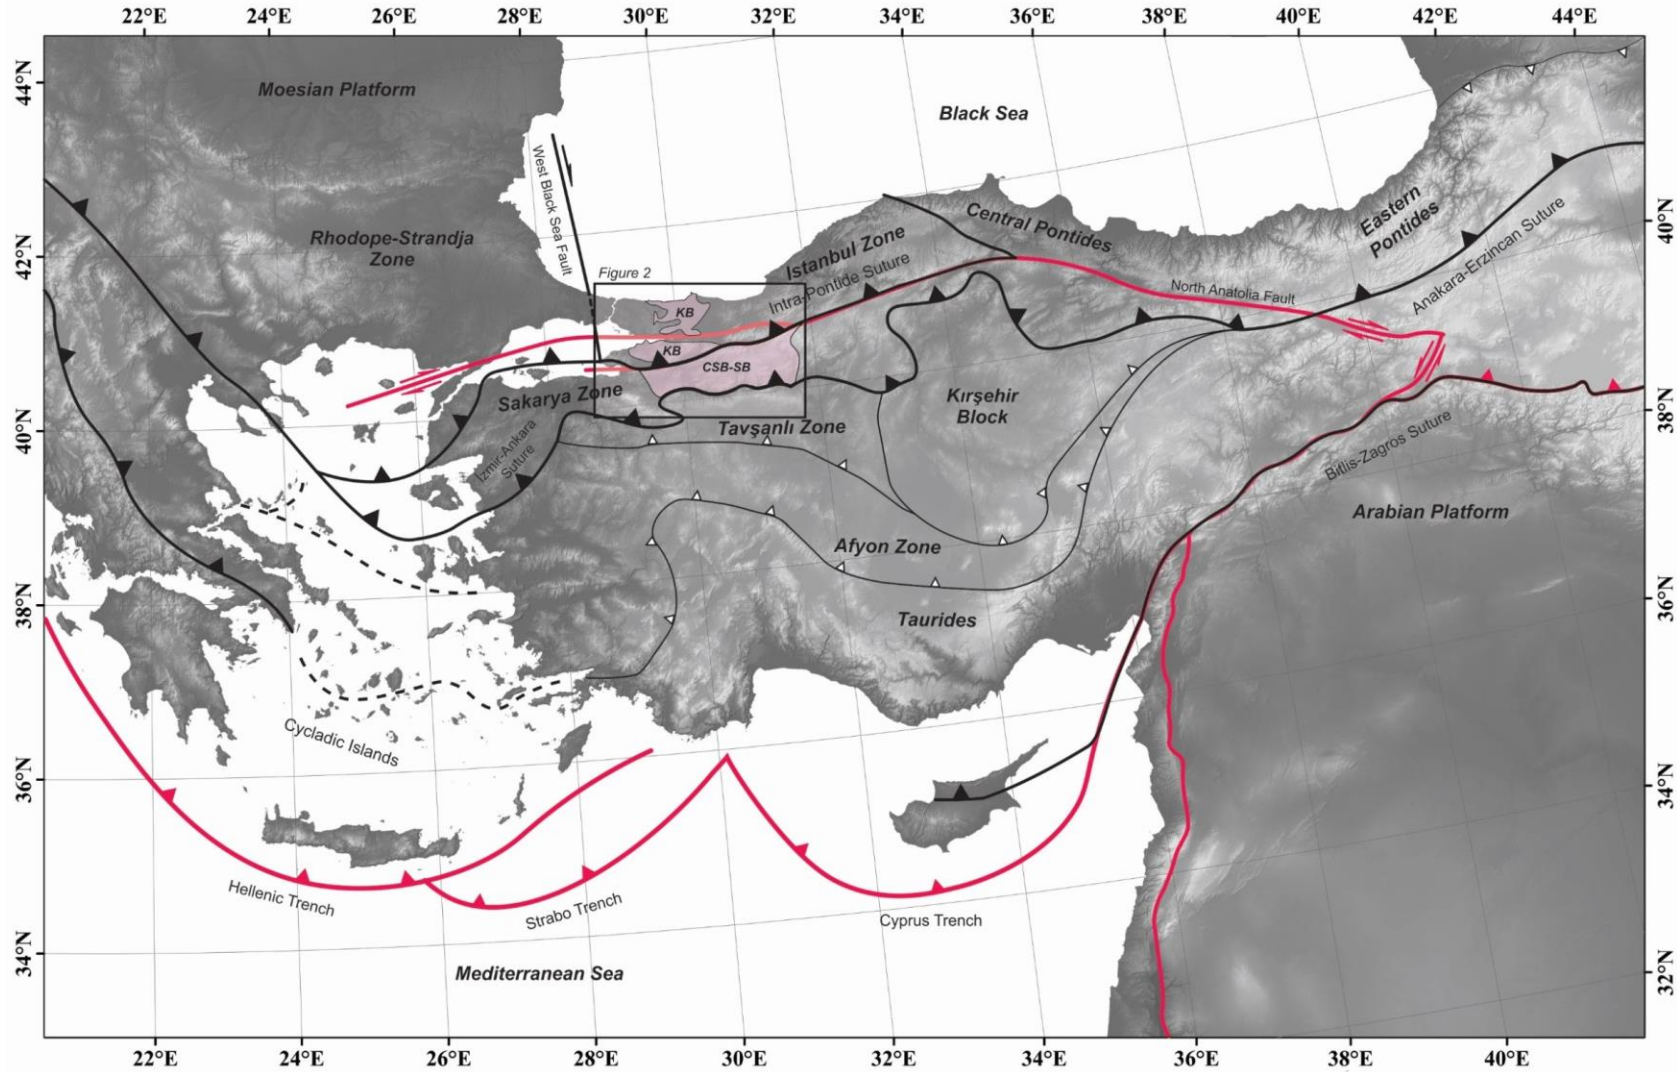 22°E 24°E 26°E 28°E 30°E 32°E 34°E 36°E 38°E 40°E 42°E 44°E
44°N
42°N
40°N
38°N
36°N
34°N
Moesian Platform
Black Sea
West Black Sea Fault
Rhodope-Strandja
Zone
Figure 2
Istanbul Zone
Intra-Pontide Suture
Central Pontides
Eastern
Pontides
Anakara-Erzincan Suture
North Anatolia Fault
KB
KB
CSB-SB
Sakarya Zone
Izmir-Ankara
Suture
Tavşanlı Zone
Kırşehir
Block
Bitlis-Zagros Suture
Arabian Platform
Afyon Zone
Taurides
Cycladic Islands
Hellenic Trench
Strabo Trench
Cyprus Trench
Mediterranean Sea
40°N
38°N
36°N
34°N
32°N
22°E 24°E 26°E 28°E 30°E 32°E 34°E 36°E 38°E 40°E